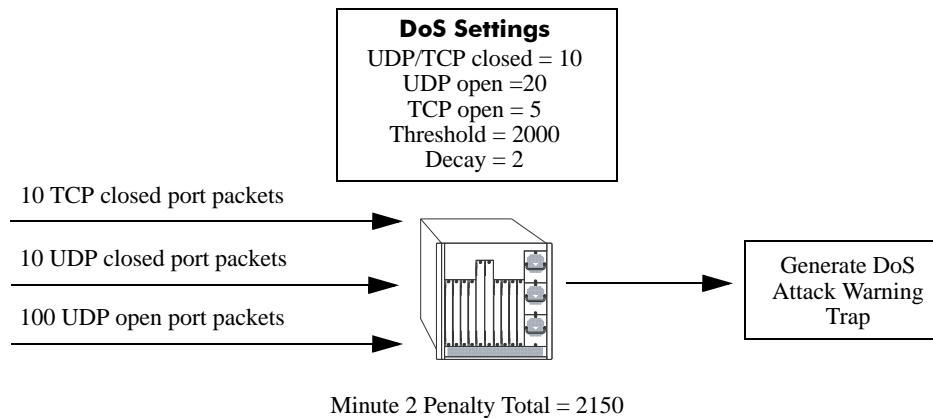 DoS Settings
UDP/TCP closed = 10
UDP open =20
TCP open = 5
Threshold = 2000
Decay = 2
10 TCP closed port packets
10 UDP closed port packets
100 UDP open port packets
Generate DoS
Attack Warning
Trap
Minute 2 Penalty Total = 2150